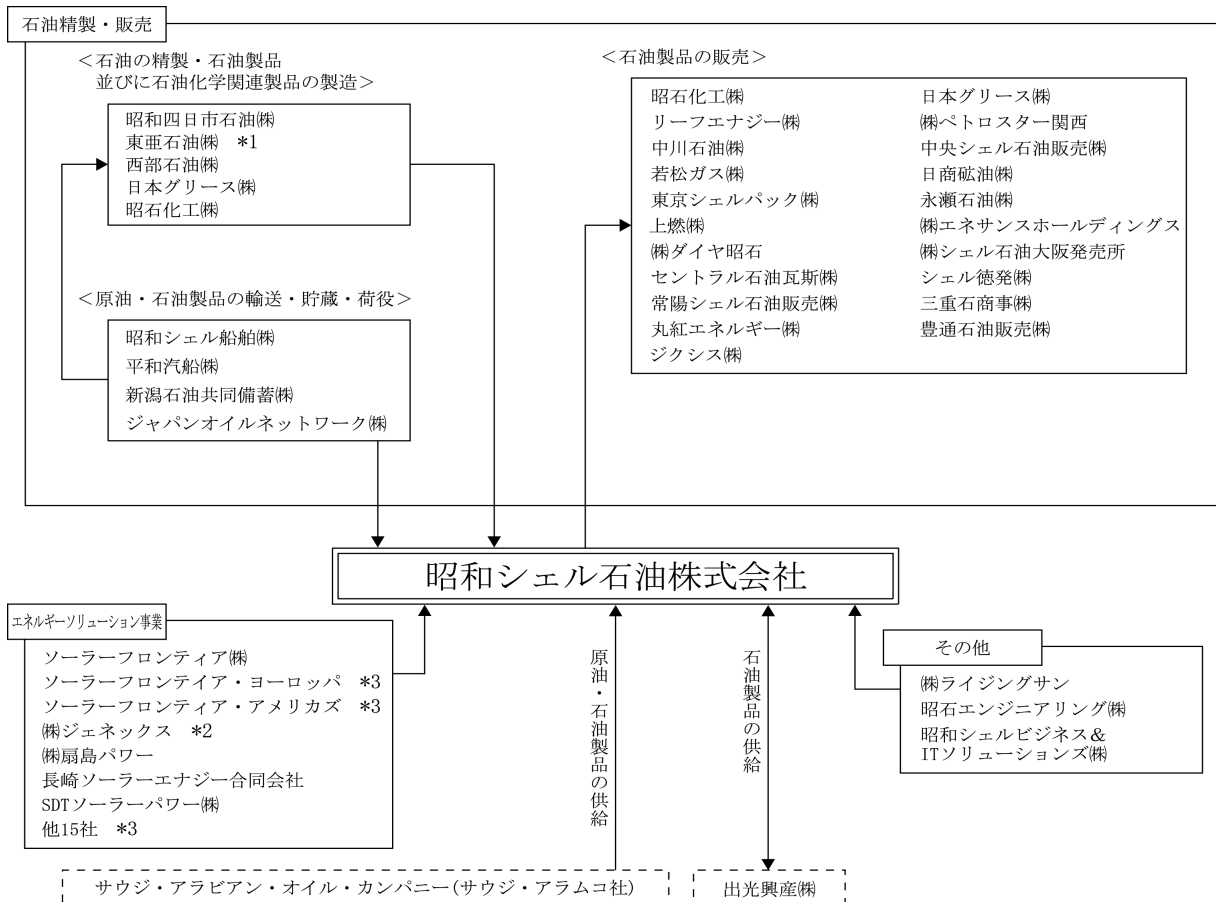 石油精製・販売
＜石油の精製・石油製品
並びに石油化学関連製品の製造＞
昭和四日市石油㈱
東亜石油㈱ *1
西部石油㈱
日本グリース㈱
昭石化工㈱
＜原油・石油製品の輸送・貯蔵・荷役＞
昭和シェル船舶㈱
平和汽船㈱
新潟石油共同備蓄㈱
ジャパンオイルネットワーク㈱
＜石油製品の販売＞
昭石化工㈱
リーフエナジー㈱
中川石油㈱
若松ガス㈱
東京シェルパック㈱
上燃㈱
㈱ダイヤ昭石
セントラル石油瓦斯㈱
常陽シェル石油販売㈱
丸紅エネルギー㈱
ジクシス㈱
日本グリース㈱
㈱ペトロスター関西
中央シェル石油販売㈱
日商砿油㈱
永瀬石油㈱
㈱エネサンスホールディングス
㈱シェル石油大阪発売所
シェル徳発㈱
三重石商事㈱
豊通石油販売㈱
昭和シェル石油株式会社
エネルギーソリューション事業
ソーラーフロンティア㈱
ソーラーフロンテイア・ヨーロッパ *3
ソーラーフロンティア・アメリカズ *3
㈱ジェネックス *2
㈱扇島パワー
長崎ソーラーエナジー合同会社
SDTソーラーパワー㈱
他15社 *3
原油・石油製品の供給
石油製品の供給
その他
㈱ライジングサン
昭石エンジニアリング㈱
昭和シェルビジネス＆
ITソリューションズ㈱
サウジ・アラビアン・オイル・カンパニー(サウジ・アラムコ社)
出光興産㈱